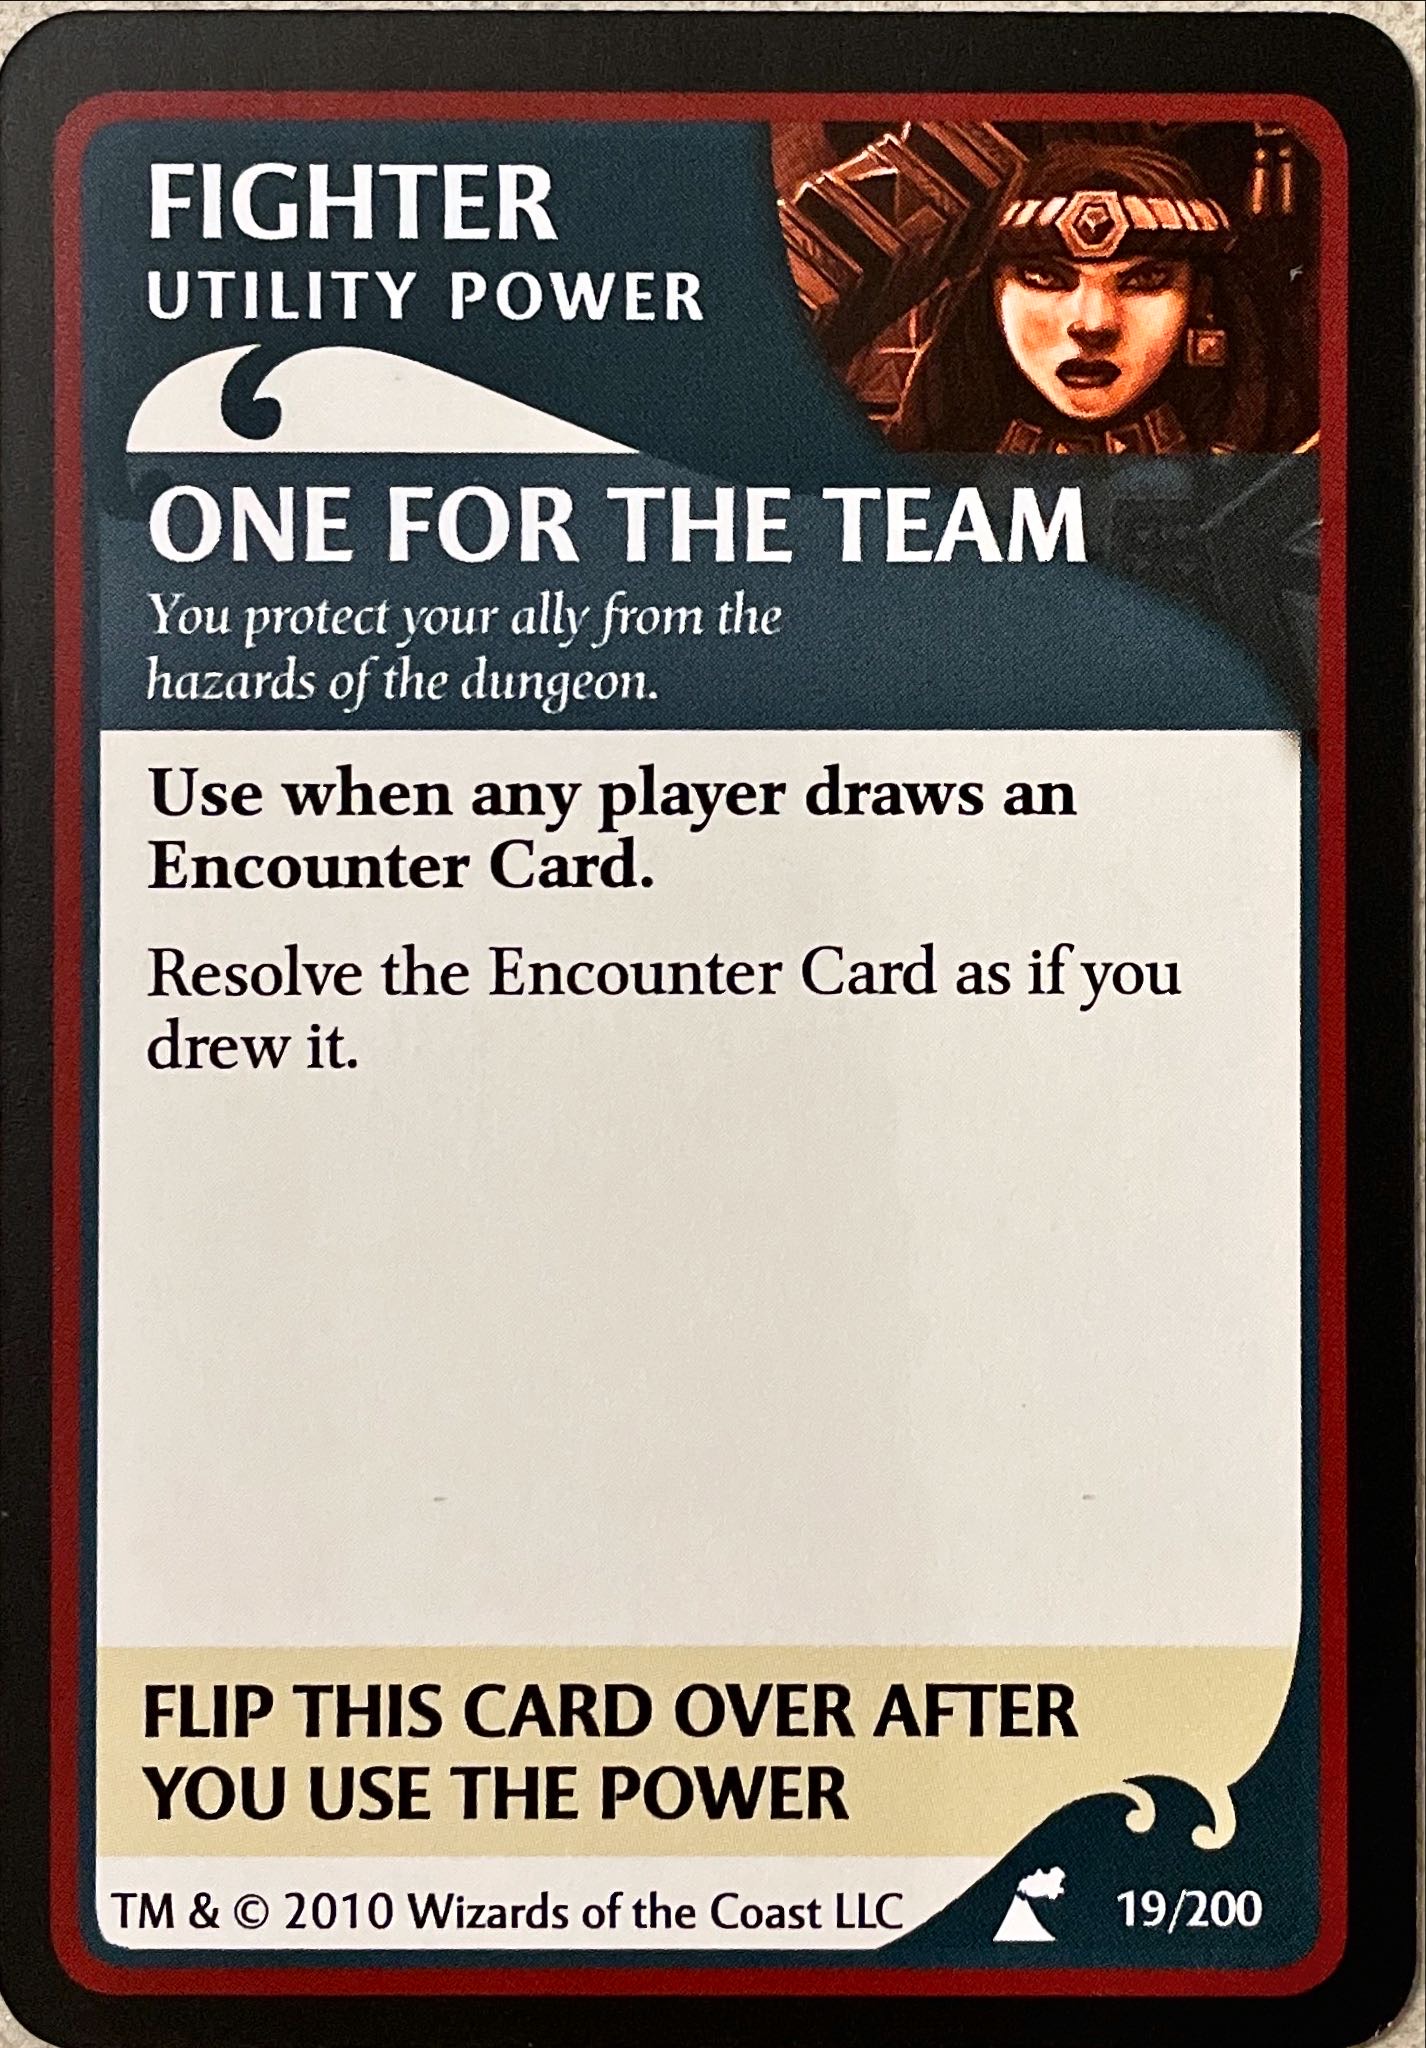 FIGHTER
UTILITY POWER
ONE FOR THE TEAM
You protect your ally from the
hazards of the dungeon.
Use when any player draws an
Encounter Card.
Resolve the Encounter Card as if you
drew it.
FLIP THIS CARD OVER AFTER
YOU USE THE POWER
TM & © 2010 Wizards of the Coast LLC
19/200